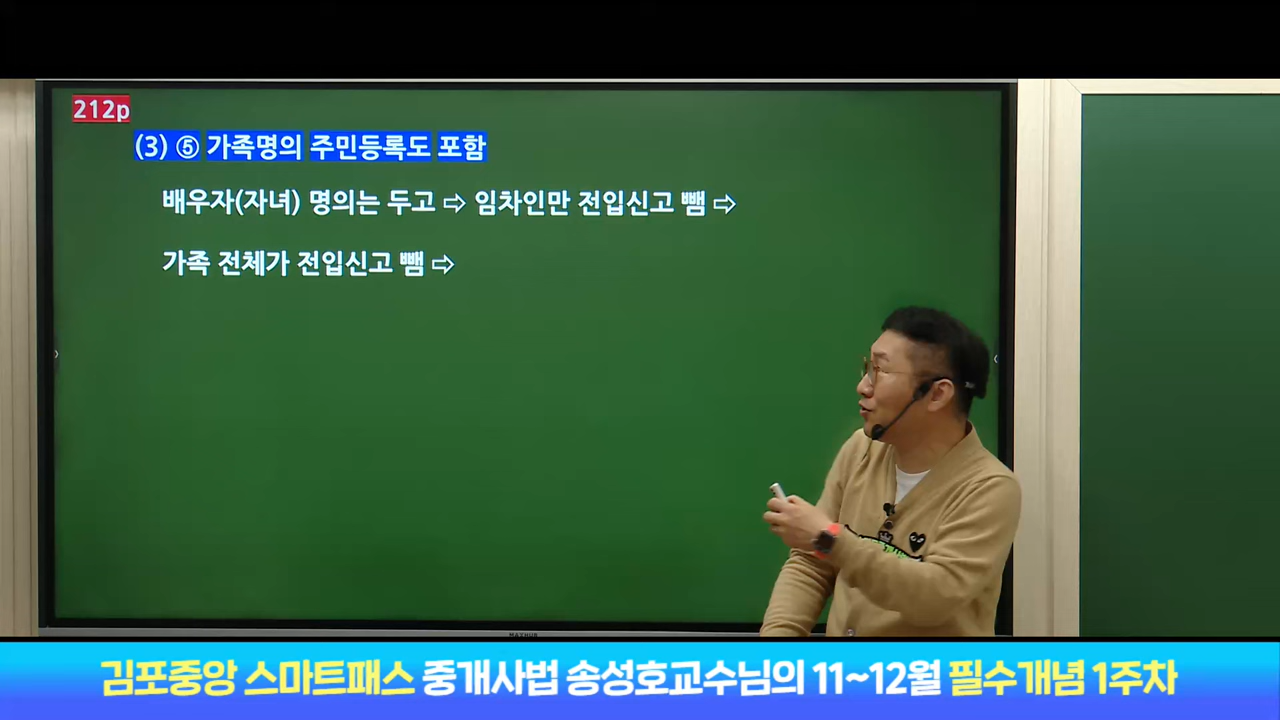 212p
(3) ⑤ 가족명의 주민등록도 포함
배우자(자녀) 명의는 두고 ⇨ 임차인만 전입신고 뺌 ⇨
가족 전체가 전입신고 뺌 ⇨
김포중앙 스마트패스 중개사법 송성호교수님의 11~12월 필수개념 1주차